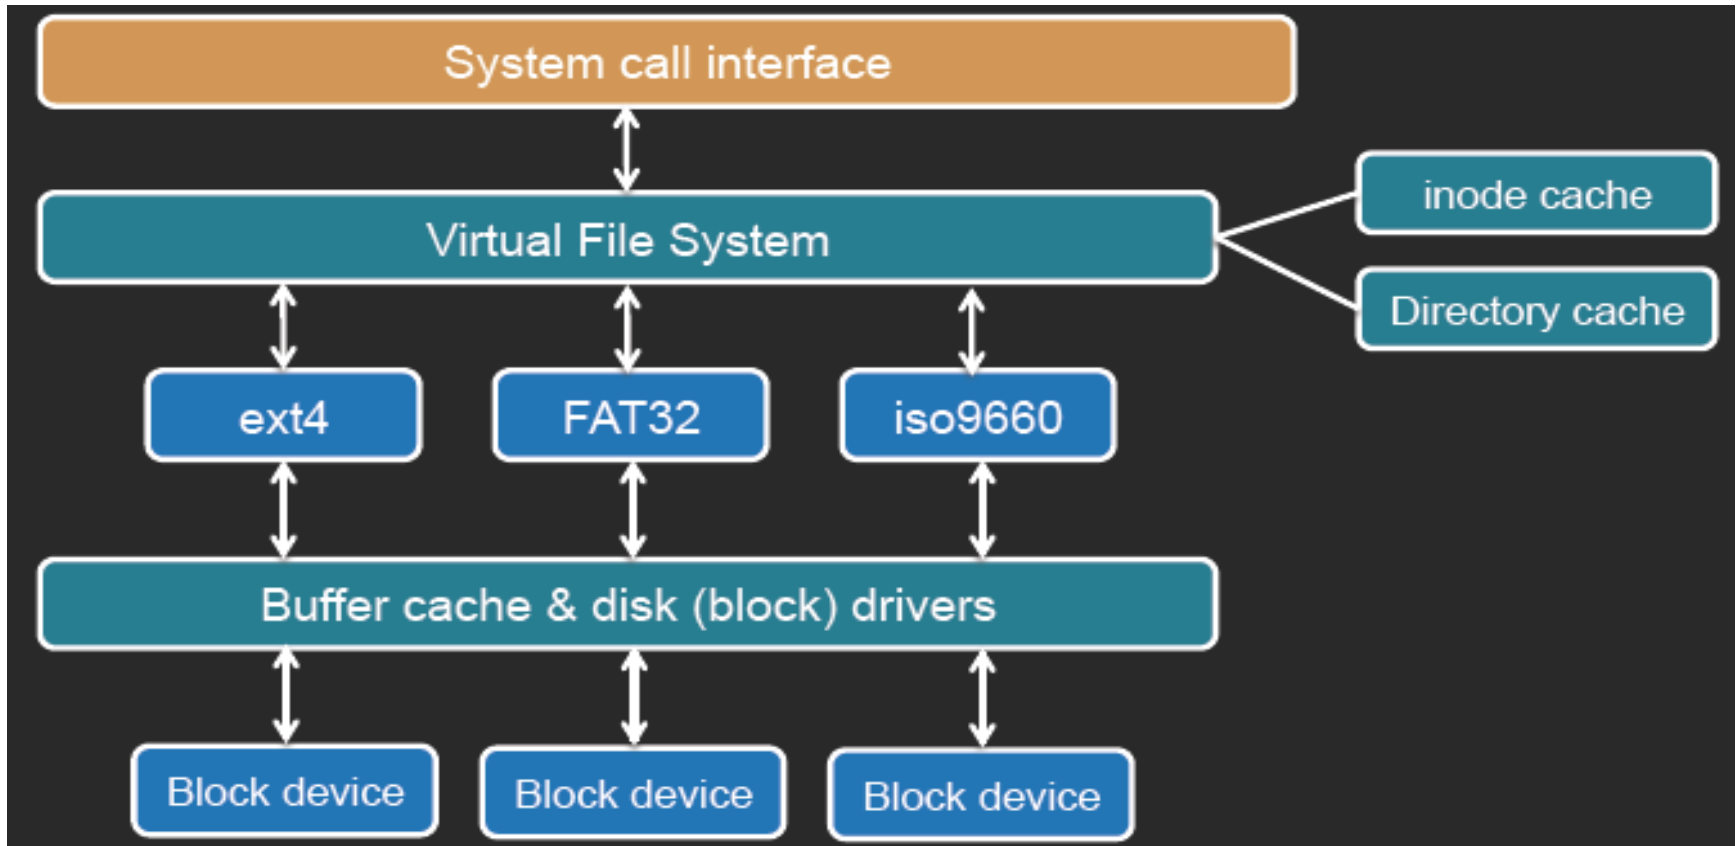 System call interface
Virtual File System
inode cache
Directory cache
ext4
FAT32
iso9660
Buffer cache & disk (block) drivers
Block device
Block device
Block device